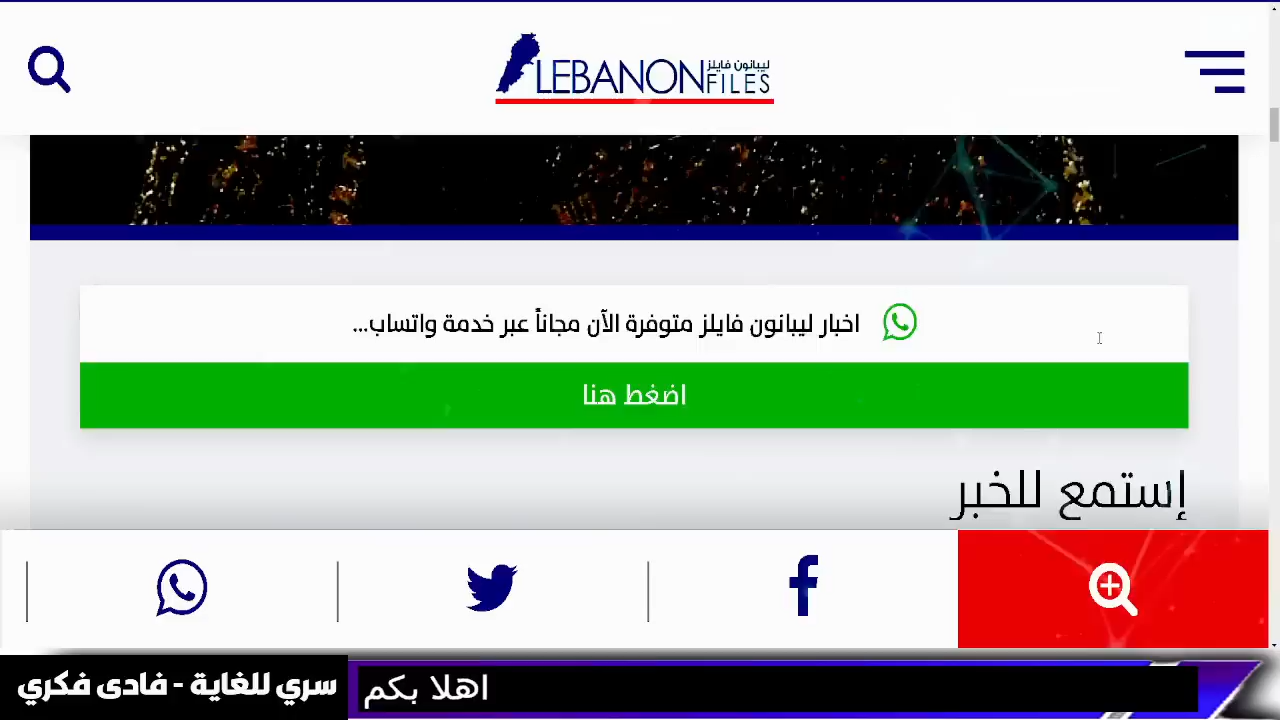 LEBANON FILES ليبانون فايلز
اخبار ليبانون فايلز متوفرة الأن مجاناً عبر خدمة واتساب...
اضغط هنا
إستمع للخبر
سري للغاية - فادى فكري
اهلا بكم